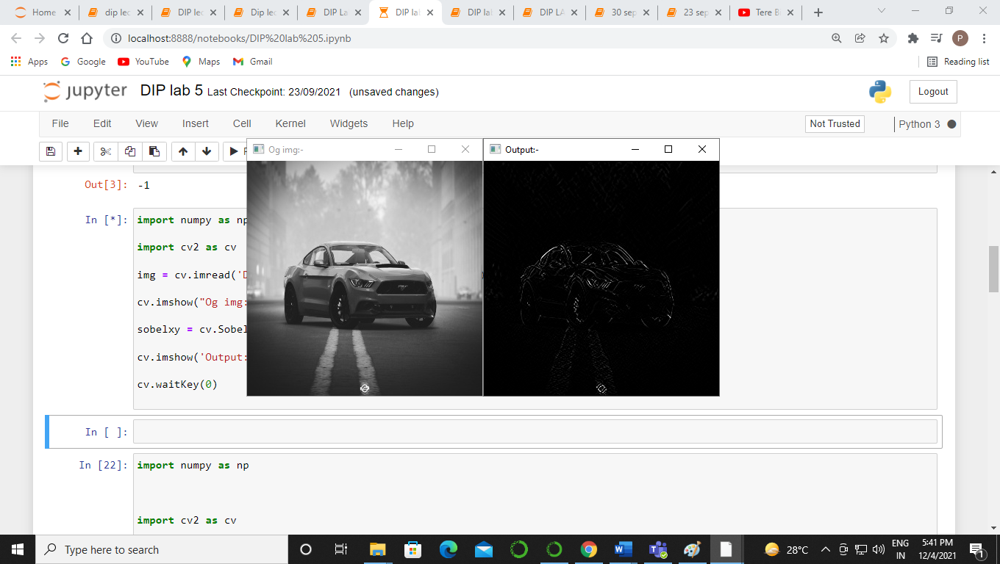 Home
dip lec
DIP lec
Dip lec
DIP La
DIP lab
DIP lab
DIP LA
30 sep
23 sep
Tere B
localhost:8888/notebooks/DIP%20lab%205.ipynb
P
Apps
Google
YouTube
Maps
Gmail
Reading list
jupyter
DIP lab 5 Last Checkpoint: 23/09/2021 (unsaved changes)
Logout
File Edit View Insert Cell Kernel Widgets Help
Not Trusted
Python 3
Og img:-
Output:-
Out[3]: -1
In [*]: import numpy as np
import cv2 as cv
img = cv.imread('D
cv.imshow("Og img:
sobelxy = cv.Sobel
cv.imshow('Output:
cv.waitKey(0)
In [ ]:
In [22]: import numpy as np
import cv2 as cv
Type here to search
28°C
ENG
IN
5:41 PM
12/4/2021
1